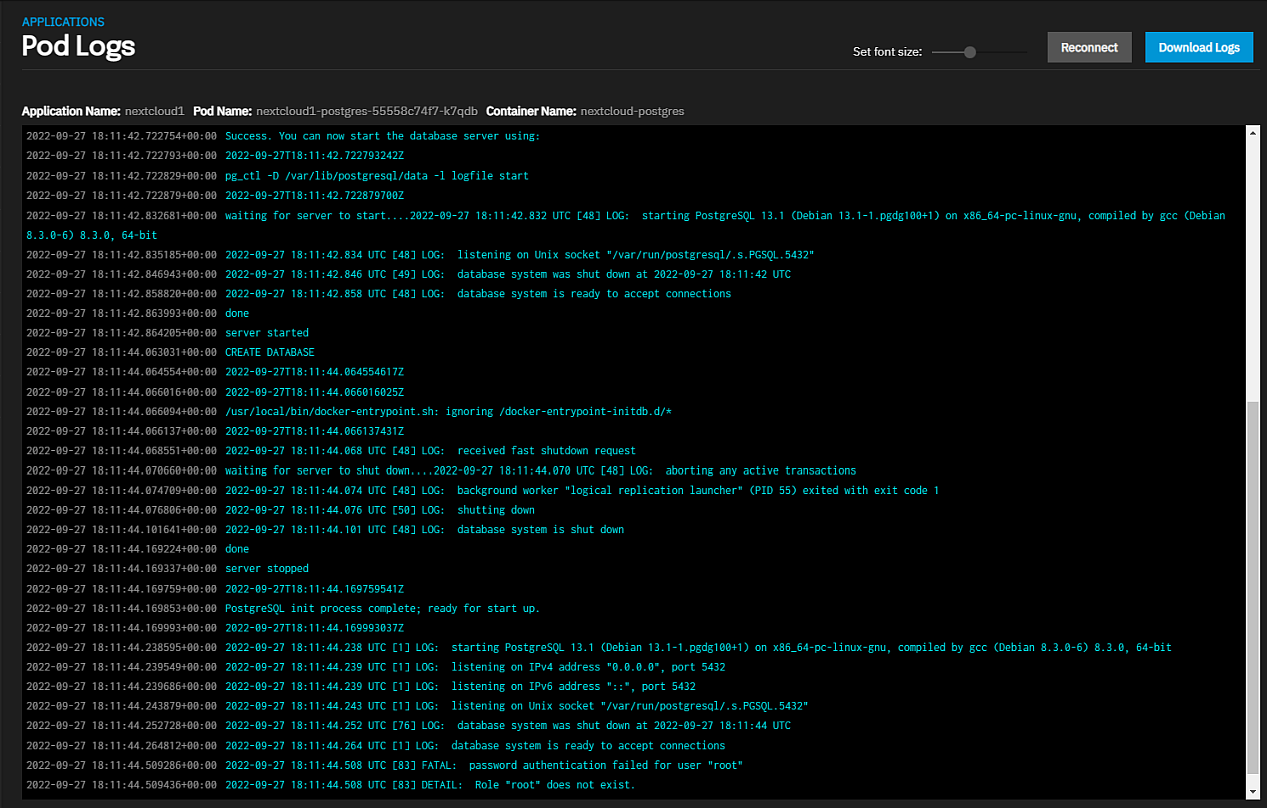 APPLICATIONS
Pod Logs
Set font size:
Reconnect
Download Logs
Application Name: nextcloud1 Pod Name: nextcloud1-postgres-55558c74f7-k7qdb Container Name: nextcloud-postgres
2022-09-27 18:11:42.722754+00:00 Success. You can now start the database server using:
2022-09-27 18:11:42.722793+00:00 2022-09-27T18:11:42.722793242Z
2022-09-27 18:11:42.722829+00:00 pg_ctl -D /var/lib/postgresql/data -l logfile start
2022-09-27 18:11:42.722879+00:00 2022-09-27T18:11:42.722879700Z
2022-09-27 18:11:42.832681+00:00 waiting for server to start....2022-09-27 18:11:42.832 UTC [48] LOG:  starting PostgreSQL 13.1 (Debian 13.1-1.pgdg100+1) on x86_64-pc-linux-gnu, compiled by gcc (Debian
8.3.0-6) 8.3.0, 64-bit
2022-09-27 18:11:42.835185+00:00 2022-09-27 18:11:42.834 UTC [48] LOG:  listening on Unix socket "/var/run/postgresql/.s.PGSQL.5432"
2022-09-27 18:11:42.846943+00:00 2022-09-27 18:11:42.846 UTC [49] LOG:  database system was shut down at 2022-09-27 18:11:42 UTC
2022-09-27 18:11:42.858820+00:00 2022-09-27 18:11:42.858 UTC [48] LOG:  database system is ready to accept connections
2022-09-27 18:11:42.863993+00:00 done
2022-09-27 18:11:42.864205+00:00 server started
2022-09-27 18:11:44.063031+00:00 CREATE DATABASE
2022-09-27 18:11:44.064554+00:00 2022-09-27T18:11:44.064554617Z
2022-09-27 18:11:44.066016+00:00 2022-09-27T18:11:44.066016025Z
2022-09-27 18:11:44.066094+00:00 /usr/local/bin/docker-entrypoint.sh: ignoring /docker-entrypoint-initdb.d/*
2022-09-27 18:11:44.066137+00:00 2022-09-27T18:11:44.066137431Z
2022-09-27 18:11:44.068551+00:00 2022-09-27 18:11:44.068 UTC [48] LOG:  received fast shutdown request
2022-09-27 18:11:44.070660+00:00 waiting for server to shut down....2022-09-27 18:11:44.070 UTC [48] LOG:  aborting any active transactions
2022-09-27 18:11:44.074709+00:00 2022-09-27 18:11:44.074 UTC [48] LOG:  background worker "logical replication launcher" (PID 55) exited with exit code 1
2022-09-27 18:11:44.076806+00:00 2022-09-27 18:11:44.076 UTC [50] LOG:  shutting down
2022-09-27 18:11:44.101641+00:00 2022-09-27 18:11:44.101 UTC [48] LOG:  database system is shut down
2022-09-27 18:11:44.169224+00:00 done
2022-09-27 18:11:44.169337+00:00 server stopped
2022-09-27 18:11:44.169759+00:00 2022-09-27T18:11:44.169759541Z
2022-09-27 18:11:44.169853+00:00 PostgreSQL init process complete; ready for start up.
2022-09-27 18:11:44.169993+00:00 2022-09-27T18:11:44.169993037Z
2022-09-27 18:11:44.238595+00:00 2022-09-27 18:11:44.238 UTC [1] LOG:  starting PostgreSQL 13.1 (Debian 13.1-1.pgdg100+1) on x86_64-pc-linux-gnu, compiled by gcc (Debian 8.3.0-6) 8.3.0, 64-bit
2022-09-27 18:11:44.239549+00:00 2022-09-27 18:11:44.239 UTC [1] LOG:  listening on IPv4 address "0.0.0.0", port 5432
2022-09-27 18:11:44.239686+00:00 2022-09-27 18:11:44.239 UTC [1] LOG:  listening on IPv6 address "::", port 5432
2022-09-27 18:11:44.243879+00:00 2022-09-27 18:11:44.243 UTC [1] LOG:  listening on Unix socket "/var/run/postgresql/.s.PGSQL.5432"
2022-09-27 18:11:44.252728+00:00 2022-09-27 18:11:44.252 UTC [76] LOG:  database system was shut down at 2022-09-27 18:11:44 UTC
2022-09-27 18:11:44.264812+00:00 2022-09-27 18:11:44.264 UTC [1] LOG:  database system is ready to accept connections
2022-09-27 18:11:44.509286+00:00 2022-09-27 18:11:44.508 UTC [83] FATAL:  password authentication failed for user "root"
2022-09-27 18:11:44.509436+00:00 2022-09-27 18:11:44.508 UTC [83] DETAIL:  Role "root" does not exist.